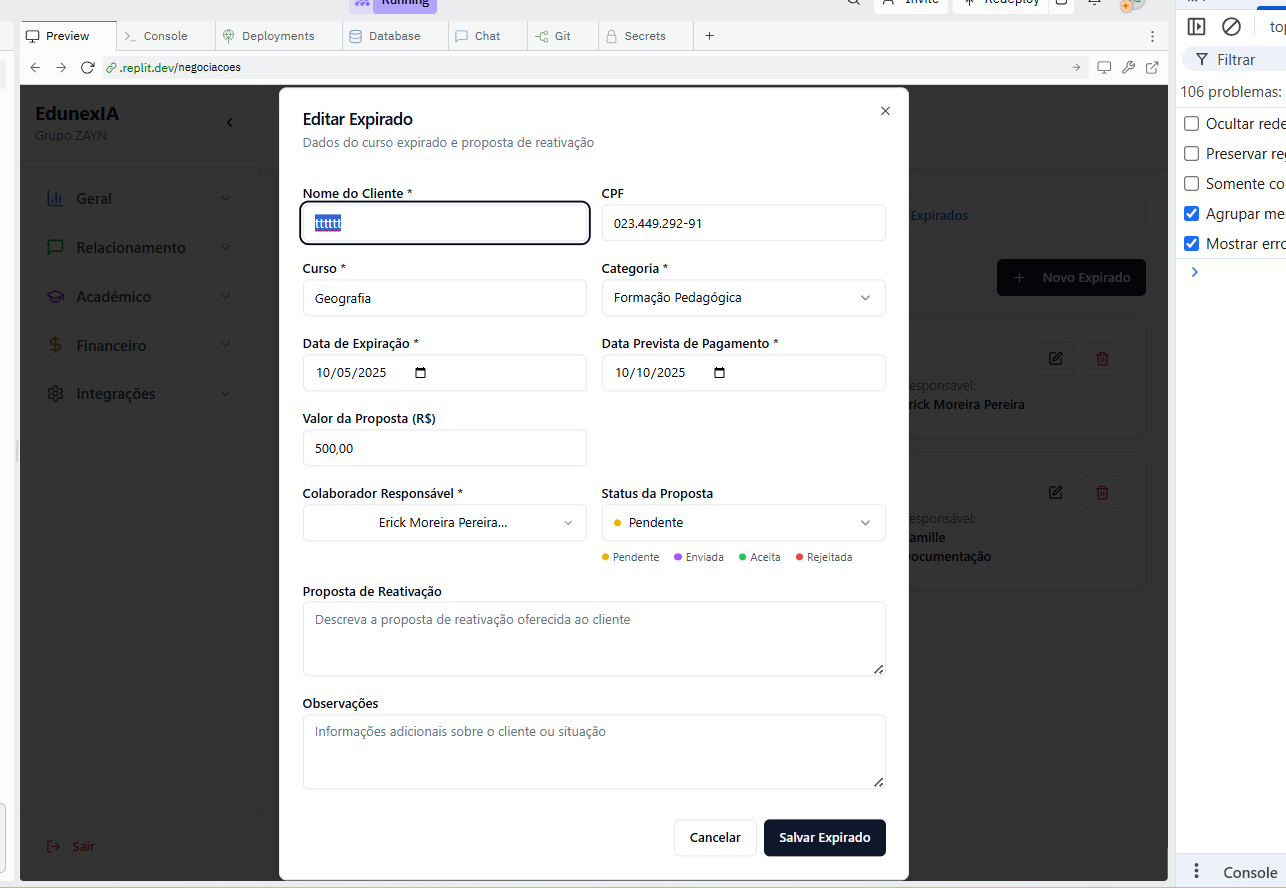 Running
Invite
Redeploy
Preview
Console
Deployments
Database
Chat
Git
Secrets
.replit.dev/negociacoes
top
Filtrar
106 problemas:
Ocultar rede
Preservar reg
Somente co
Agrupar me
Mostrar erro
Console
EdunexIA
Grupo ZAYN
Geral
Relacionamento
Acadêmico
Financeiro
Integrações
Sair
Expirados
Novo Expirado
esponsável:
rick Moreira Pereira
esponsável:
amille
ocumentação
Editar Expirado
Dados do curso expirado e proposta de reativação
Nome do Cliente *
CPF
tttttt
023.449.292-91
Curso *
Categoria *
Geografia
Formação Pedagógica
Data de Expiração *
Data Prevista de Pagamento *
10/05/2025
10/10/2025
Valor da Proposta (R$)
500,00
Colaborador Responsável *
Status da Proposta
Erick Moreira Pereira...
Pendente
Pendente
Enviada
Aceita
Rejeitada
Proposta de Reativação
Descreva a proposta de reativação oferecida ao cliente
Observações
Informações adicionais sobre o cliente ou situação
Cancelar
Salvar Expirado